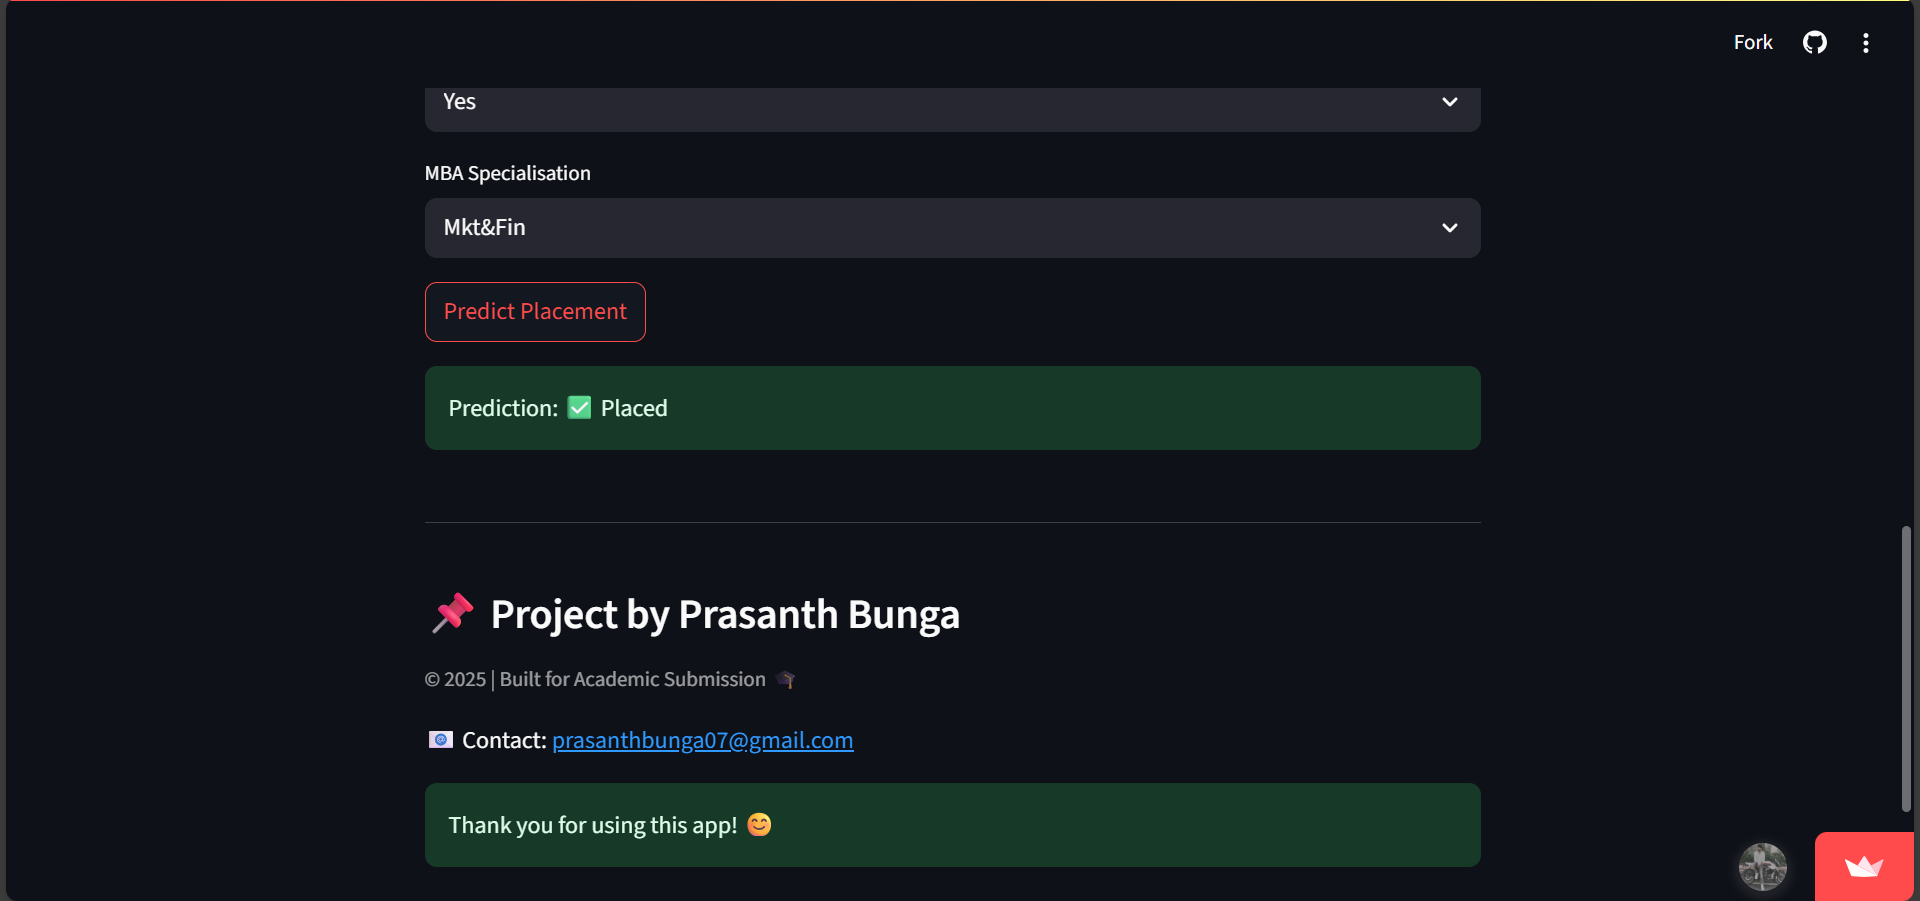 Fork
Yes
MBA Specialisation
Mkt&Fin
Predict Placement
Prediction: ✅ Placed
📌 Project by Prasanth Bunga
© 2025 | Built for Academic Submission 🎓
📧 Contact: prasanthbunga07@gmail.com
Thank you for using this app! 😊